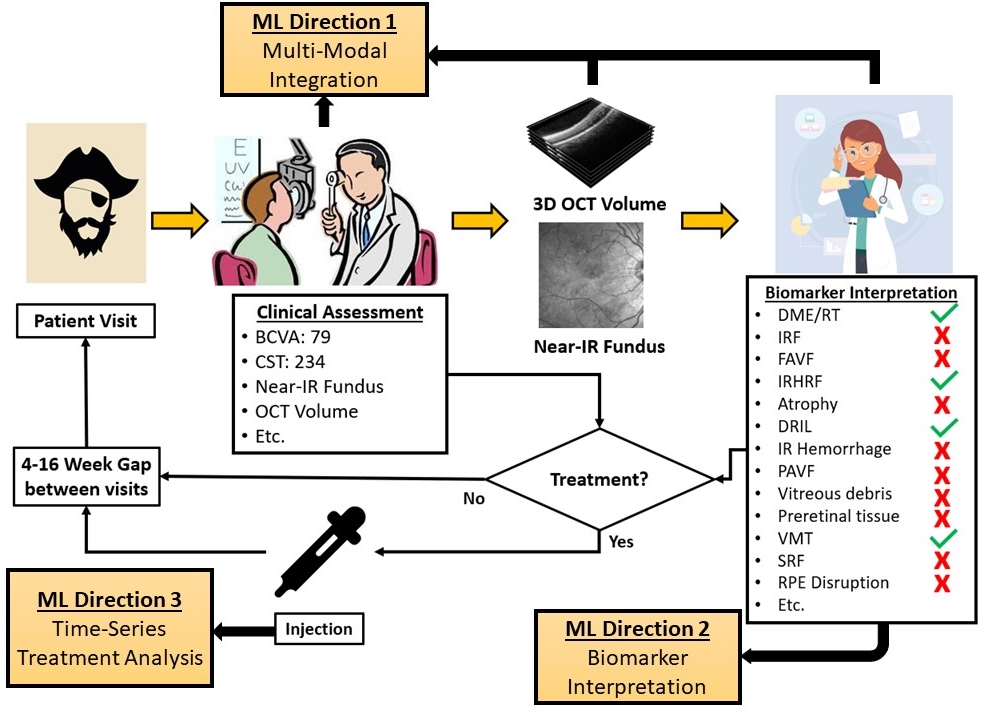 ML Direction 1
Multi-Modal
Integration
E
UV
3D OCT Volume
Near-IR Fundus
Patient Visit
Clinical Assessment
• BCVA: 79
• CST: 234
• Near-IR Fundus
• OCT Volume
• Etc.
Biomarker Interpretation
• DME/RT
• IRF
• FAVF
• IRHRF
• Atrophy
• DRIL
• IR Hemorrhage
• PAVF
• Vitreous debris
• Preretinal tissue
• VMT
• SRF
• RPE Disruption
• Etc.
4-16 Week Gap
between visits
Treatment?
No
Yes
Injection
ML Direction 3
Time-Series
Treatment Analysis
ML Direction 2
Biomarker
Interpretation